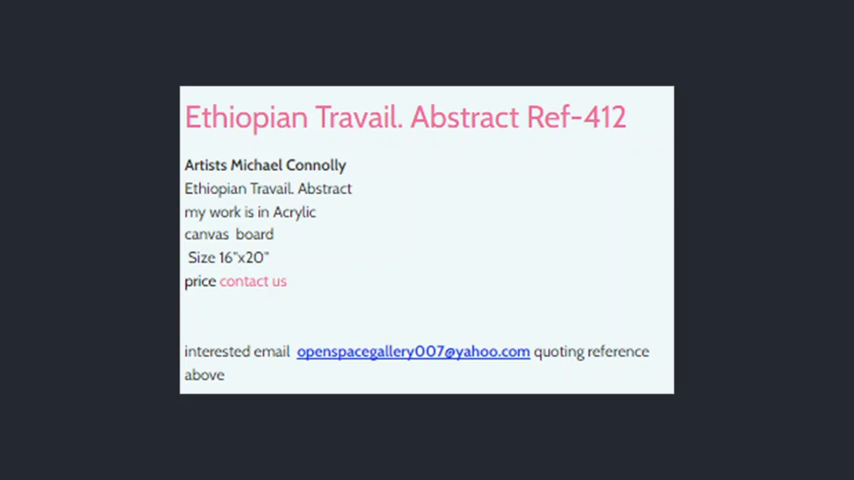 Ethiopian Travail. Abstract Ref-412
Artists Michael Connolly
Ethiopian Travail. Abstract
my work is in Acrylic
canvas board
Size 16"x20"
price contact us
interested email openspacegallery007@yahoo.com quoting reference
above